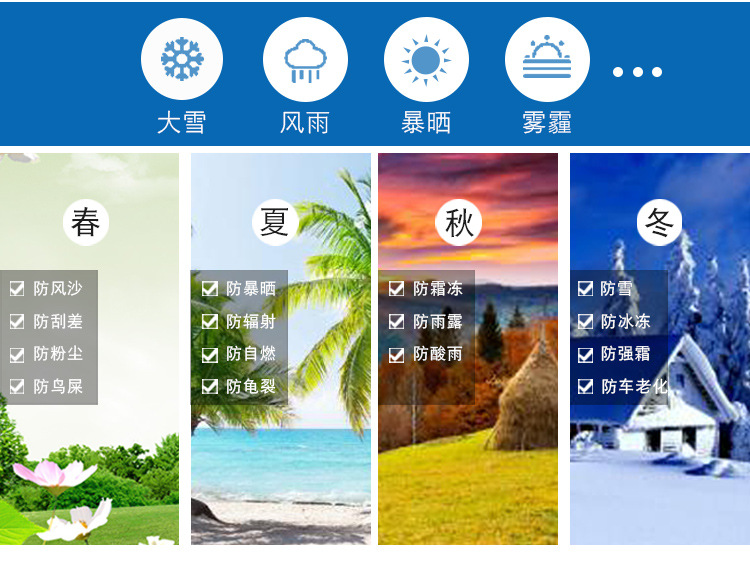 大雪 风雨 暴晒 雾霾
春
防风沙
防刮差
防粉尘
防鸟屎
夏
防暴晒
防辐射
防自燃
防龟裂
秋
防霜冻
防雨露
防酸雨
冬
防雪
防冰冻
防强霜
防车老化